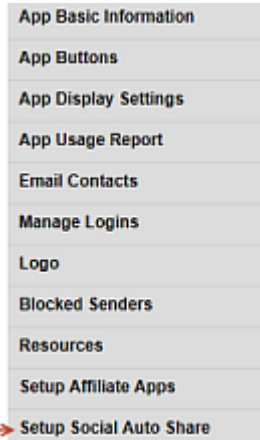 App Basic Information
App Buttons
App Display Settings
App Usage Report
Email Contacts
Manage Logins
Logo
Blocked Senders
Resources
Setup Affiliate Apps
Setup Social Auto Share